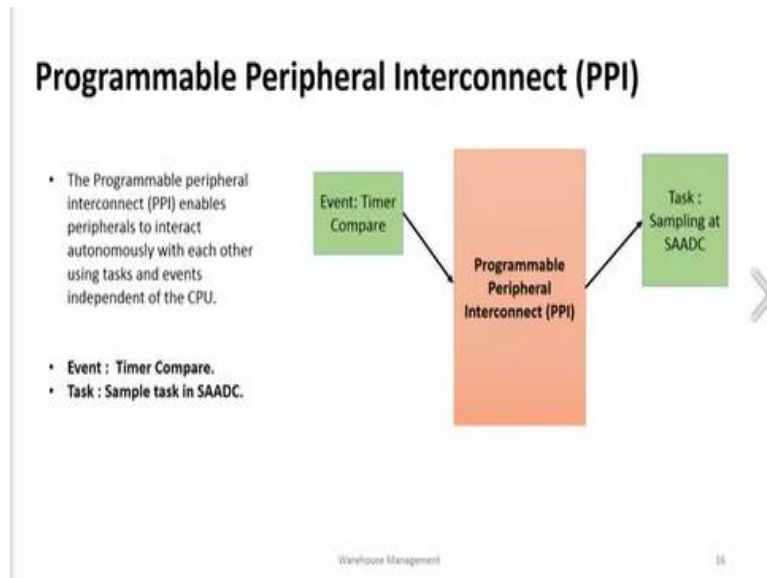 Programmable Peripheral Interconnect (PPI)
• The Programmable peripheral
interconnect (PPI) enables
peripherals to interact
autonomously with each other
using tasks and events
independent of the CPU.
• Event : Timer Compare.
• Task : Sample task in SAADC.
Event: Timer
Compare
Programmable
Peripheral
Interconnect (PPI)
Task :
Sampling at
SAADC
Warehouse Management
16